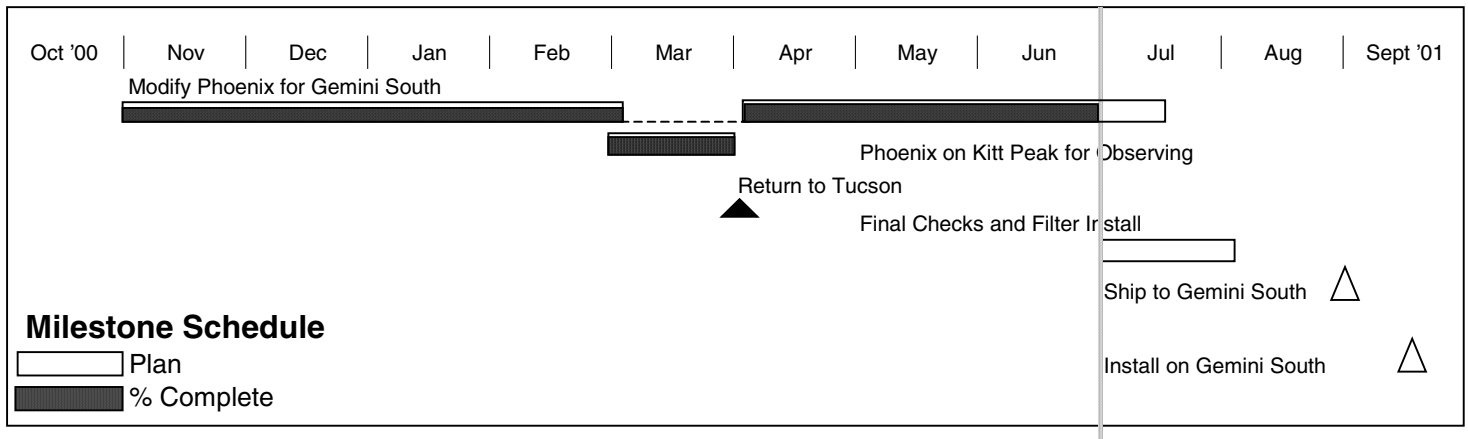 Oct ’00 Nov Dec Jan Feb Mar Apr May Jun Jul Aug Sept ’01
Modify Phoenix for Gemini South
Phoenix on Kitt Peak for Observing
Return to Tucson
Final Checks and Filter Install
Ship to Gemini South
Milestone Schedule
Plan
Install on Gemini South
% Complete